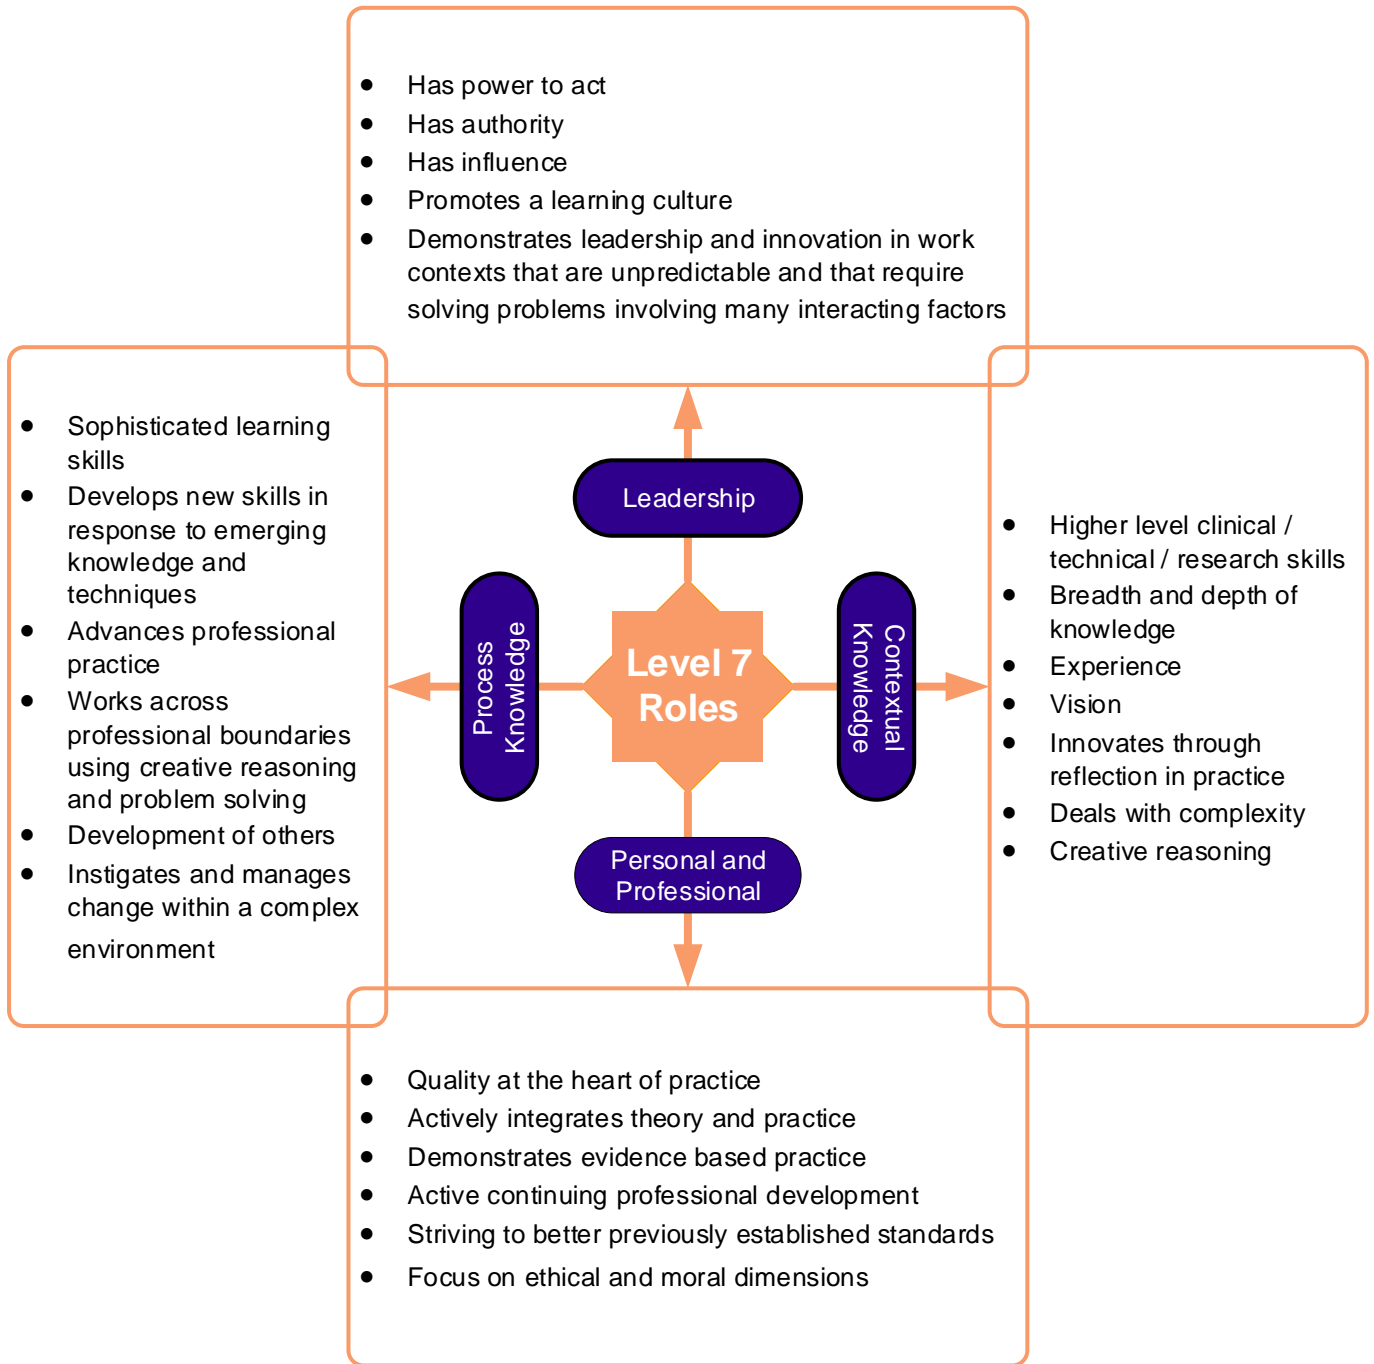 ● Has power to act
● Has authority
● Has influence
● Promotes a learning culture
● Demonstrates leadership and innovation in work
contexts that are unpredictable and that require
solving problems involving many interacting factors
● Sophisticated learning
skills
● Develops new skills in
response to emerging
knowledge and
techniques
● Advances professional
practice
● Works across
professional boundaries
using creative reasoning
and problem solving
● Development of others
● Instigates and manages
change within a complex
environment
Leadership
Process
Knowledge
Level 7
Roles
Contextual
Knowledge
Personal and
Professional
● Higher level clinical /
technical / research skills
● Breadth and depth of
knowledge
● Experience
● Vision
● Innovates through
reflection in practice
● Deals with complexity
● Creative reasoning
● Quality at the heart of practice
● Actively integrates theory and practice
● Demonstrates evidence based practice
● Active continuing professional development
● Striving to better previously established standards
● Focus on ethical and moral dimensions